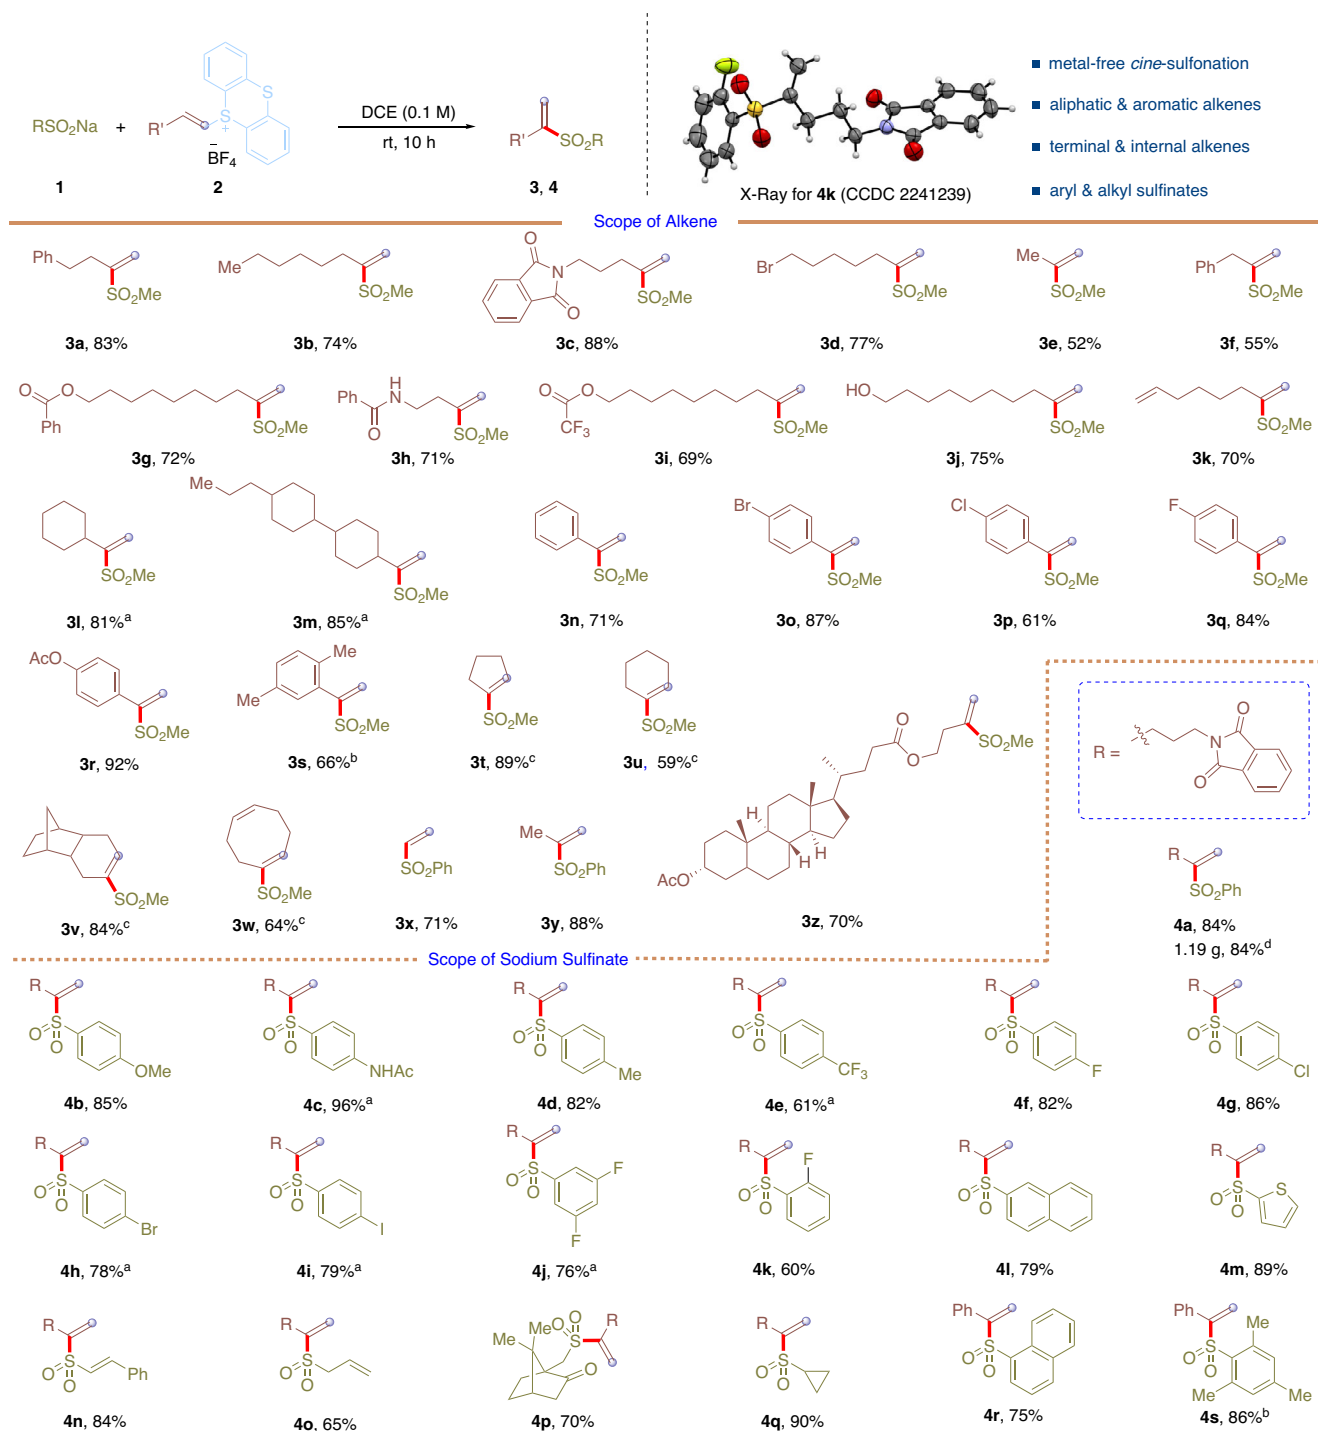 RSO2Na
+
R'
S
S
+
−
BF4
DCE (0.1 M)
rt, 10 h
R'
SO2R
1
2
3, 4
X-Ray for 4k (CCDC 2241239)
metal-free cine-sulfonation
aliphatic & aromatic alkenes
terminal & internal alkenes
aryl & alkyl sulfinates
Scope of Alkene
Ph
SO2Me
3a, 83%
Me
SO2Me
3b, 74%
O
N
O
SO2Me
3c, 88%
Br
SO2Me
3d, 77%
Me
SO2Me
3e, 52%
Ph
SO2Me
3f, 55%
O
O
Ph
SO2Me
3g, 72%
Ph
H
N
O
SO2Me
3h, 71%
O
O
CF3
SO2Me
3i, 69%
HO
SO2Me
3j, 75%
SO2Me
3k, 70%
SO2Me
3l, 81%a
Me
SO2Me
3m, 85%a
SO2Me
3n, 71%
Br
SO2Me
3o, 87%
Cl
SO2Me
3p, 61%
F
SO2Me
3q, 84%
AcO
SO2Me
3r, 92%
Me
Me
SO2Me
3s, 66%b
SO2Me
3t, 89%c
SO2Me
3u, 59%c
SO2Me
3v, 84%c
SO2Me
3w, 64%c
SO2Ph
3x, 71%
Me
SO2Ph
3y, 88%
O
O
SO2Me
H
H
H
AcO
3z, 70%
R =
N
O
O
R
SO2Ph
4a, 84%
1.19 g, 84%d
Scope of Sodium Sulfinate
R
O
S
O
OMe
4b, 85%
R
O
S
O
NHAc
4c, 96%a
R
O
S
O
Me
4d, 82%
R
O
S
O
CF3
4e, 61%a
R
O
S
O
F
4f, 82%
R
O
S
O
Cl
4g, 86%
R
O
S
O
Br
4h, 78%a
R
O
S
O
I
4i, 79%a
R
O
S
O
F
F
4j, 76%a
R
O
S
O
F
4k, 60%
R
O
S
O
4l, 79%
R
O
S
O
S
4m, 89%
R
O
S
O
Ph
4n, 84%
R
O
S
O
4o, 65%
O
O
S
R
Me
Me
O
4p, 70%
R
O
S
O
4q, 90%
Ph
O
S
O
4r, 75%
Ph
O
S
O
Me
Me
Me
4s, 86%b